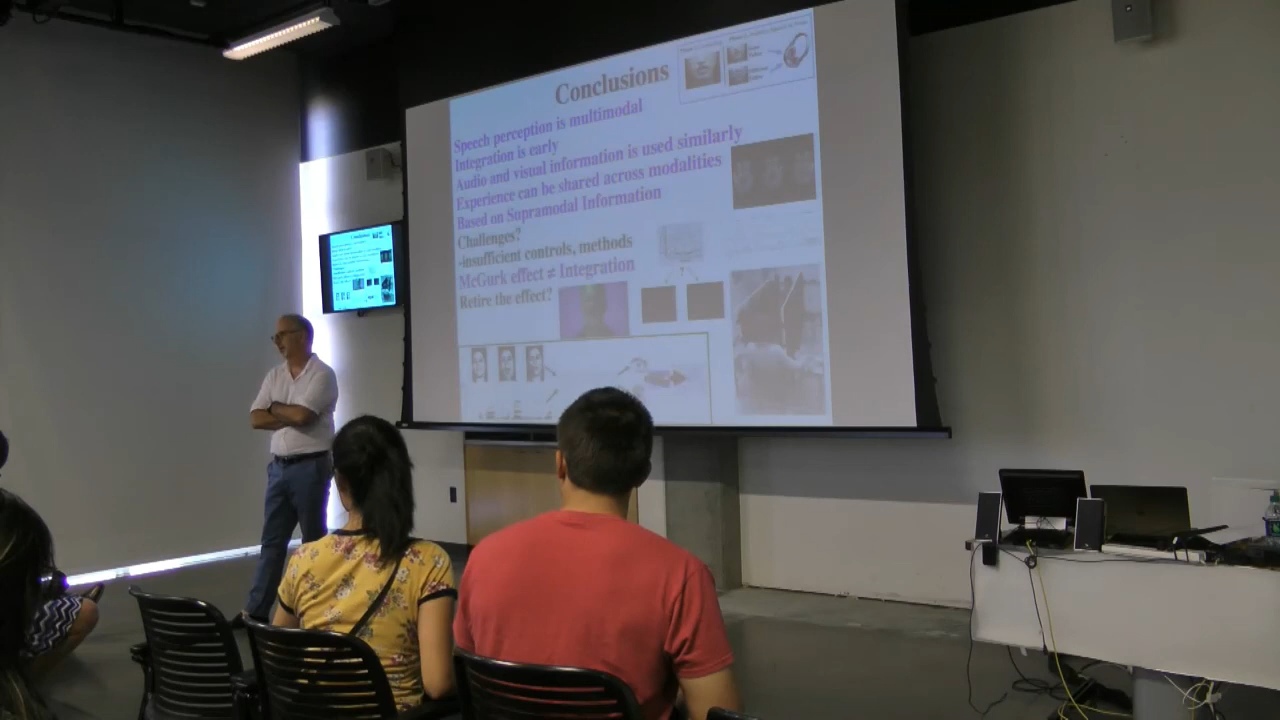 Conclusions
Speech perception is multimodal
Integration is early
Audio and visual information is used similarly
Experience can be shared across modalities
Based on Supramodal Information
Challenges?
-insufficient controls, methods
McGurk effect ≠ Integration
Retire the effect?